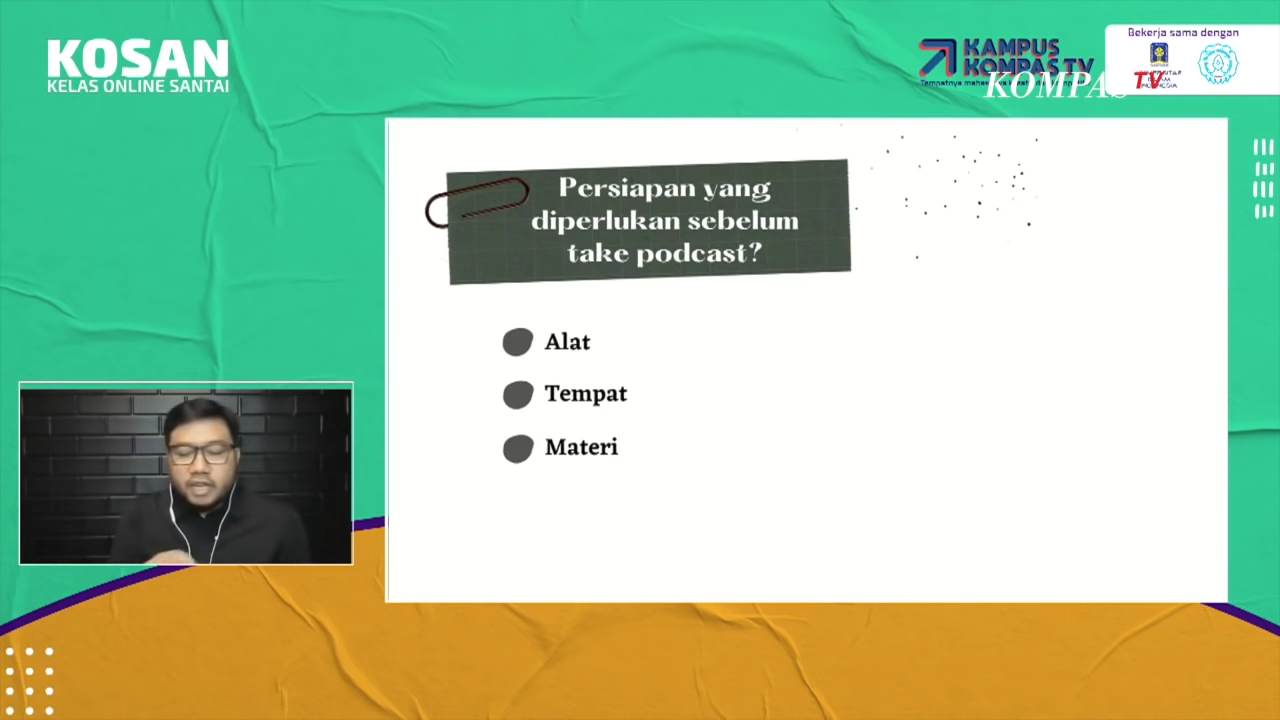 KOSAN
KELAS ONLINE SANTAI
KAMPUS
KOMPAS TV
KOMPAS TV
Bekerja sama dengan
Persiapan yang
diperlukan sebelum
take podcast?
Alat
Tempat
Materi